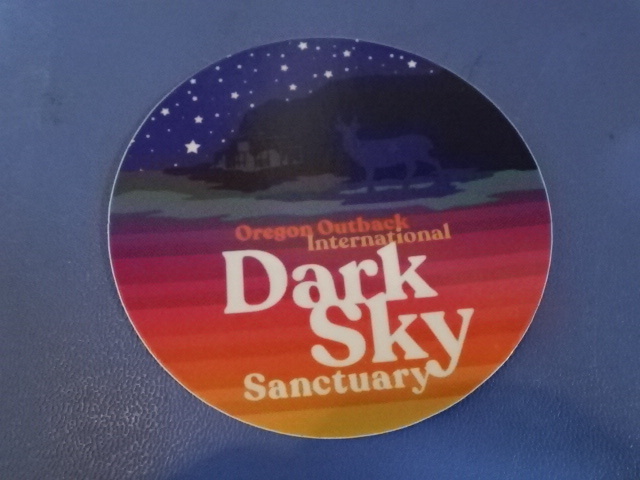 Oregon Outback
International
Dark
Sky
Sanctuary